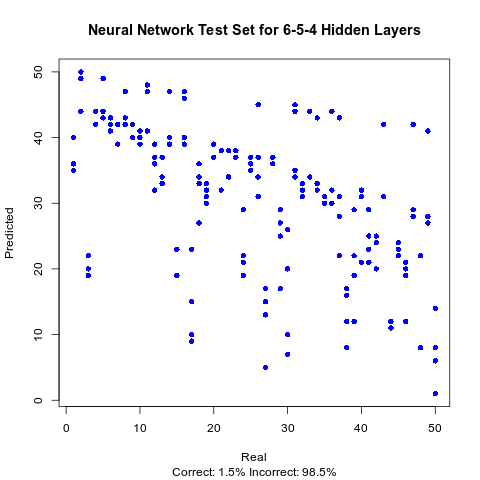 Neural Network Test Set for 6-5-4 Hidden Layers
Predicted
50
40
30
20
10
0
0 10 20 30 40 50
Real
Correct: 1.5% Incorrect: 98.5%